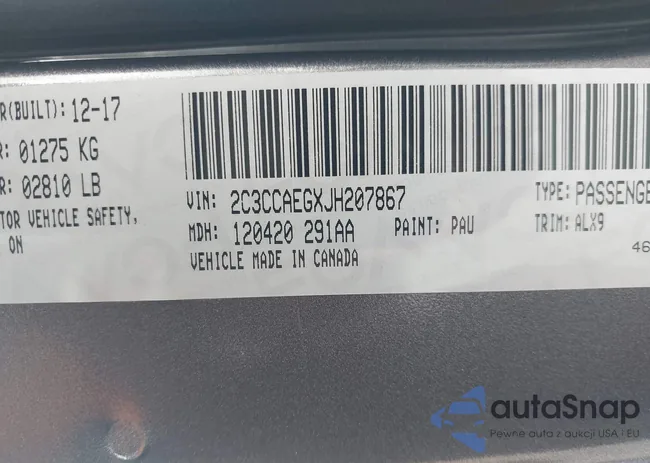 R(BUILT): 12-17
R: 01275 KG
R: 02810 LB
TOR VEHICLE SAFETY,
ON
VIN: 2C3CCAEGXJH207867
TYPE: PASSENGE
MDH: 120420 291AA
PAINT: PAU
TRIM: ALX9
VEHICLE MADE IN CANADA
46
autaSnap
Pewne auta z aukcji USA i EU